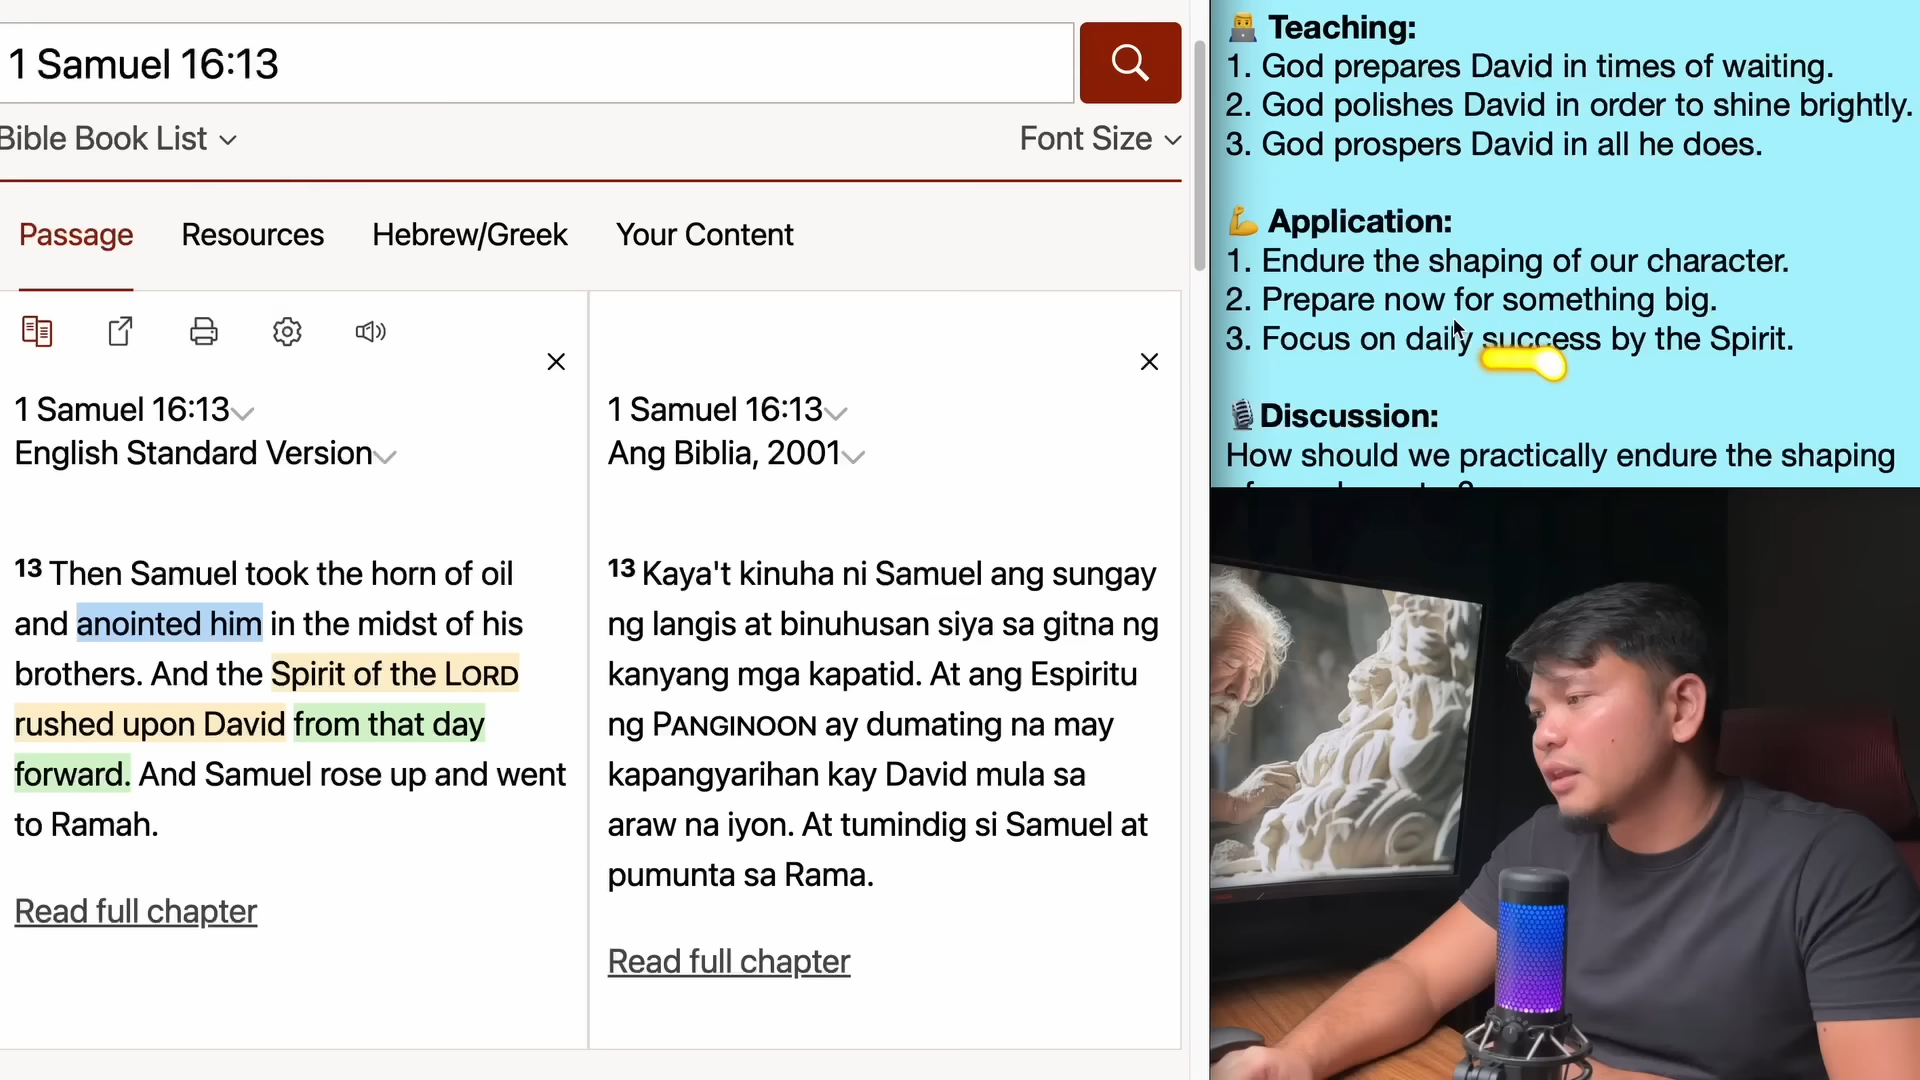 1 Samuel 16:13
Bible Book List
Font Size
Passage
Resources
Hebrew/Greek
Your Content
1 Samuel 16:13
English Standard Version
13 Then Samuel took the horn of oil
and anointed him in the midst of his
brothers. And the Spirit of the LORD
rushed upon David from that day
forward. And Samuel rose up and went
to Ramah.
Read full chapter
1 Samuel 16:13
Ang Biblia, 2001
13 Kaya't kinuha ni Samuel ang sungay
ng langis at binuhusan siya sa gitna ng
kanyang mga kapatid. At ang Espiritu
ng PANGINOON ay dumating na may
kapangyarihan kay David mula sa
araw na iyon. At tumindig si Samuel at
pumunta sa Rama.
Read full chapter
Teaching:
1. God prepares David in times of waiting.
2. God polishes David in order to shine brightly.
3. God prospers David in all he does.
Application:
1. Endure the shaping of our character.
2. Prepare now for something big.
3. Focus on daily success by the Spirit.
Discussion:
How should we practically endure the shaping